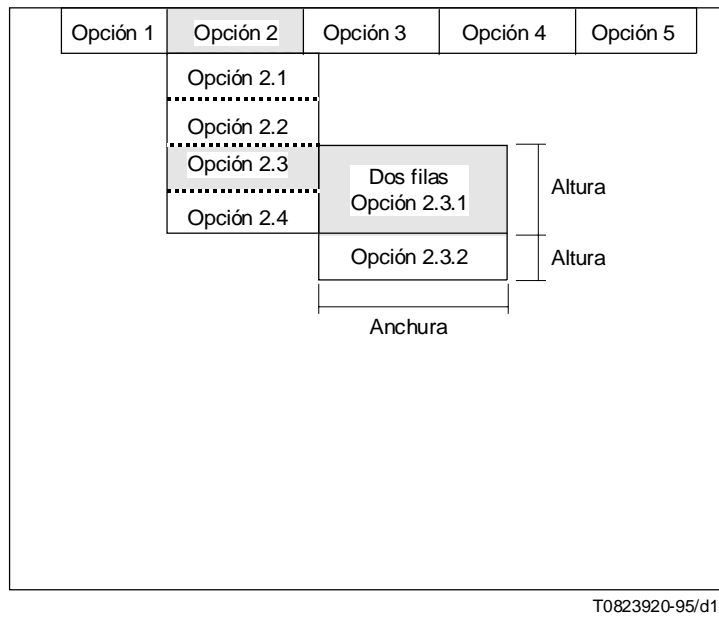 Opción 1 Opción 2 Opción 3 Opción 4 Opción 5
Opción 2.1
Opción 2.2
Opción 2.3
Opción 2.4
Dos filas
Opción 2.3.1
Altura
Opción 2.3.2
Altura
Anchura
T0823920-95/d1